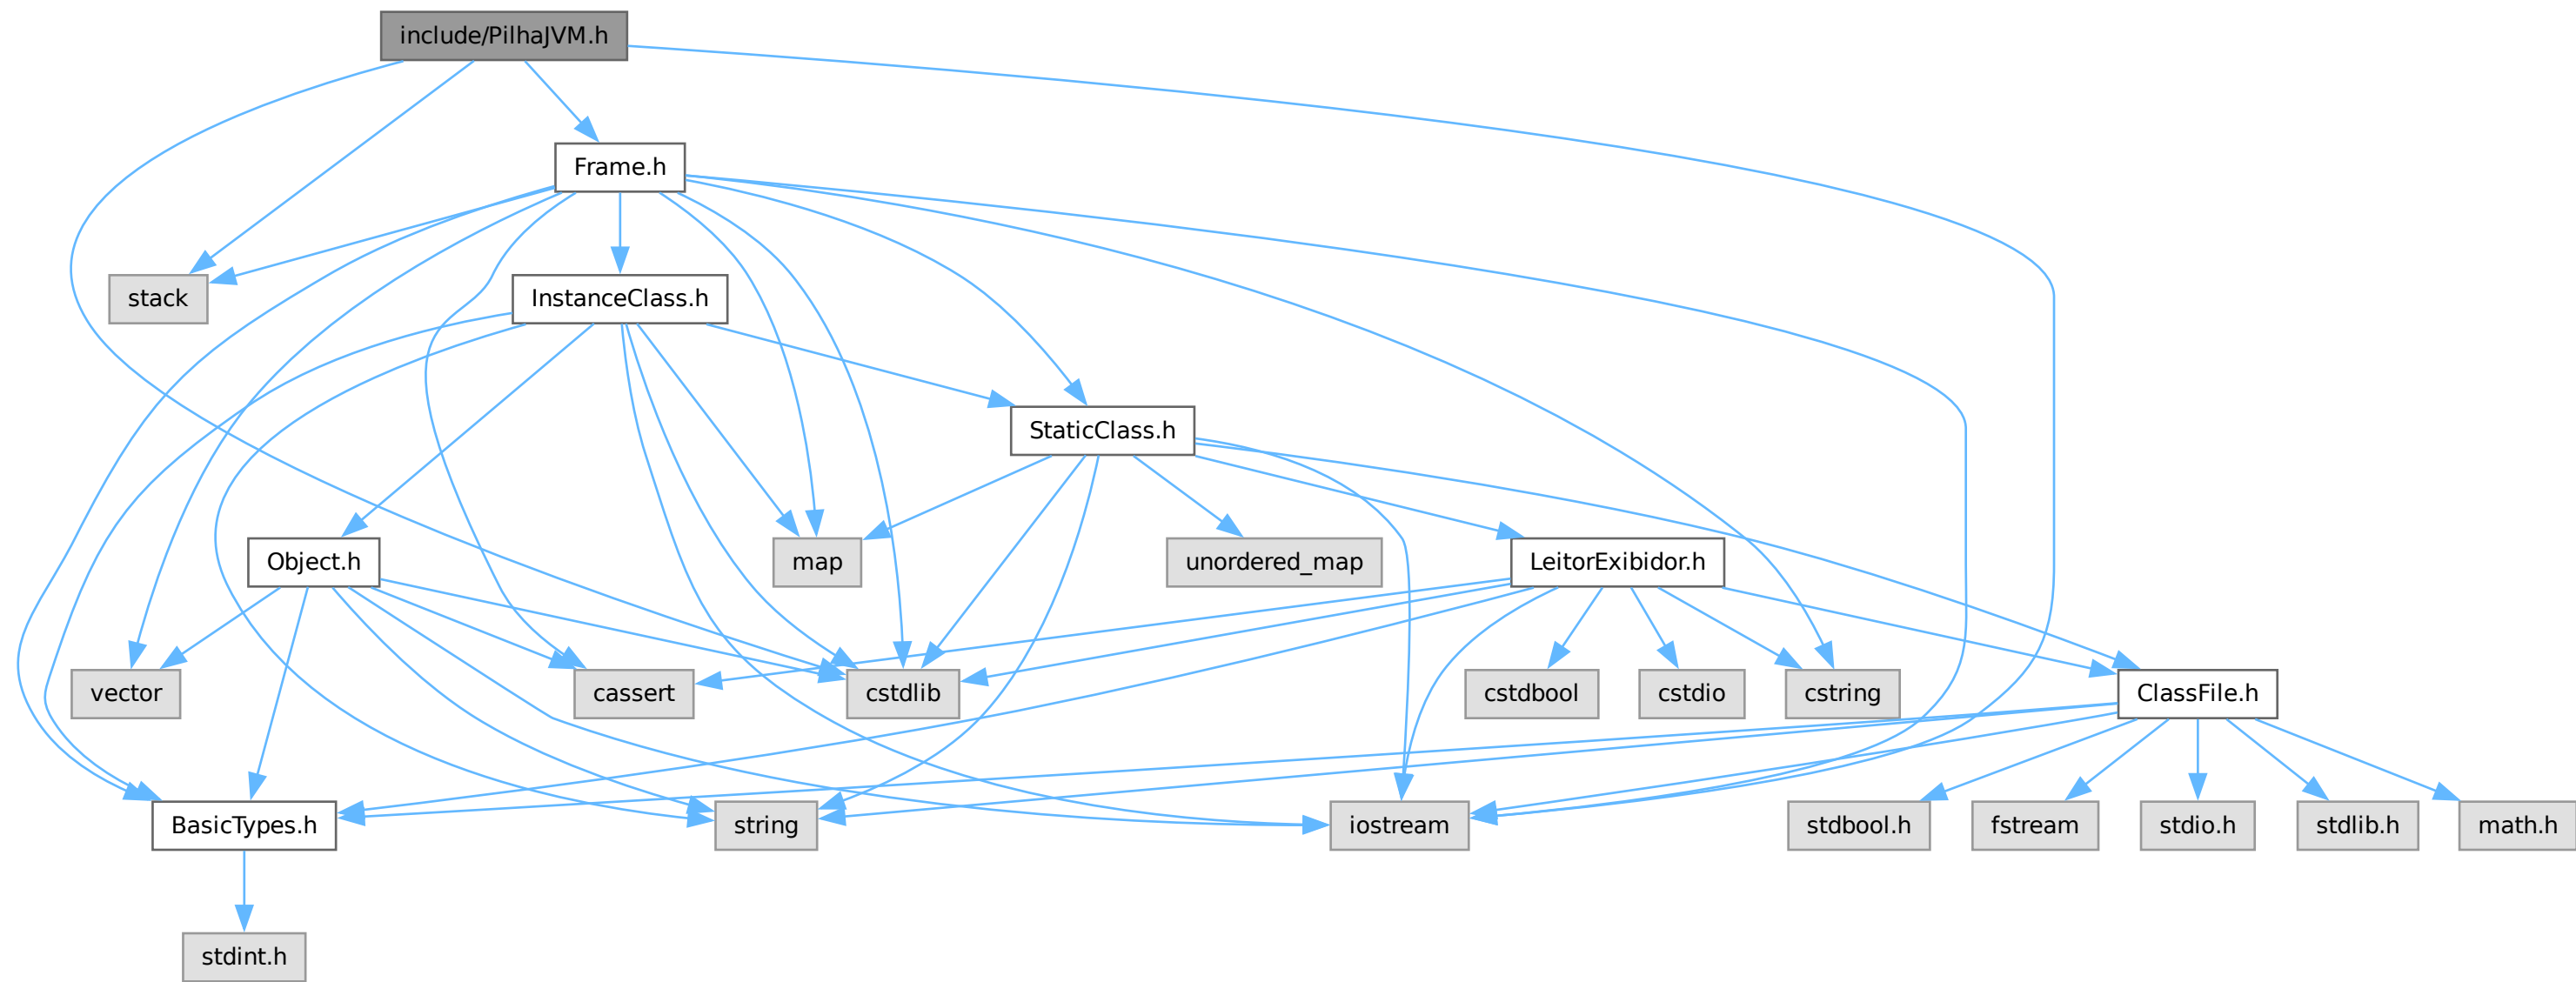 include/PilhaJVM.h
Frame.h
stack
InstanceClass.h
StaticClass.h
Object.h
map
unordered_map
LeitorExibidor.h
vector
cassert
cstdlib
cstdbool
cstdio
cstring
ClassFile.h
BasicTypes.h
string
iostream
stdbool.h
fstream
stdio.h
stdlib.h
math.h
stdint.h